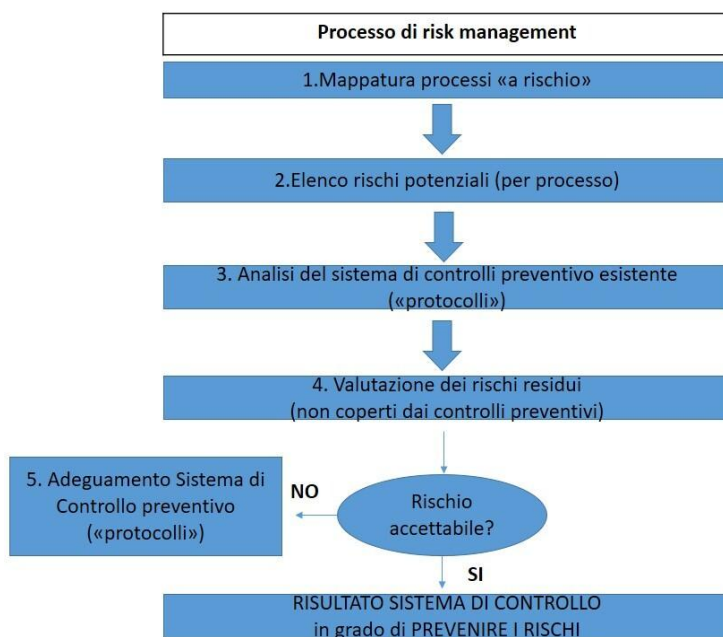 Processo di risk management
1.Mappatura processi «a rischio»
2.Elenco rischi potenziali (per processo)
3. Analisi del sistema di controlli preventivo esistente
(«protocolli»)
4. Valutazione dei rischi residui
(non coperti dai controlli preventivi)
5. Adeguamento Sistema di
Controllo preventivo
(«protocolli»)
NO
Rischio
accettabile?
SI
RISULTATO SISTEMA DI CONTROLLO
in grado di PREVENIRE I RISCHI